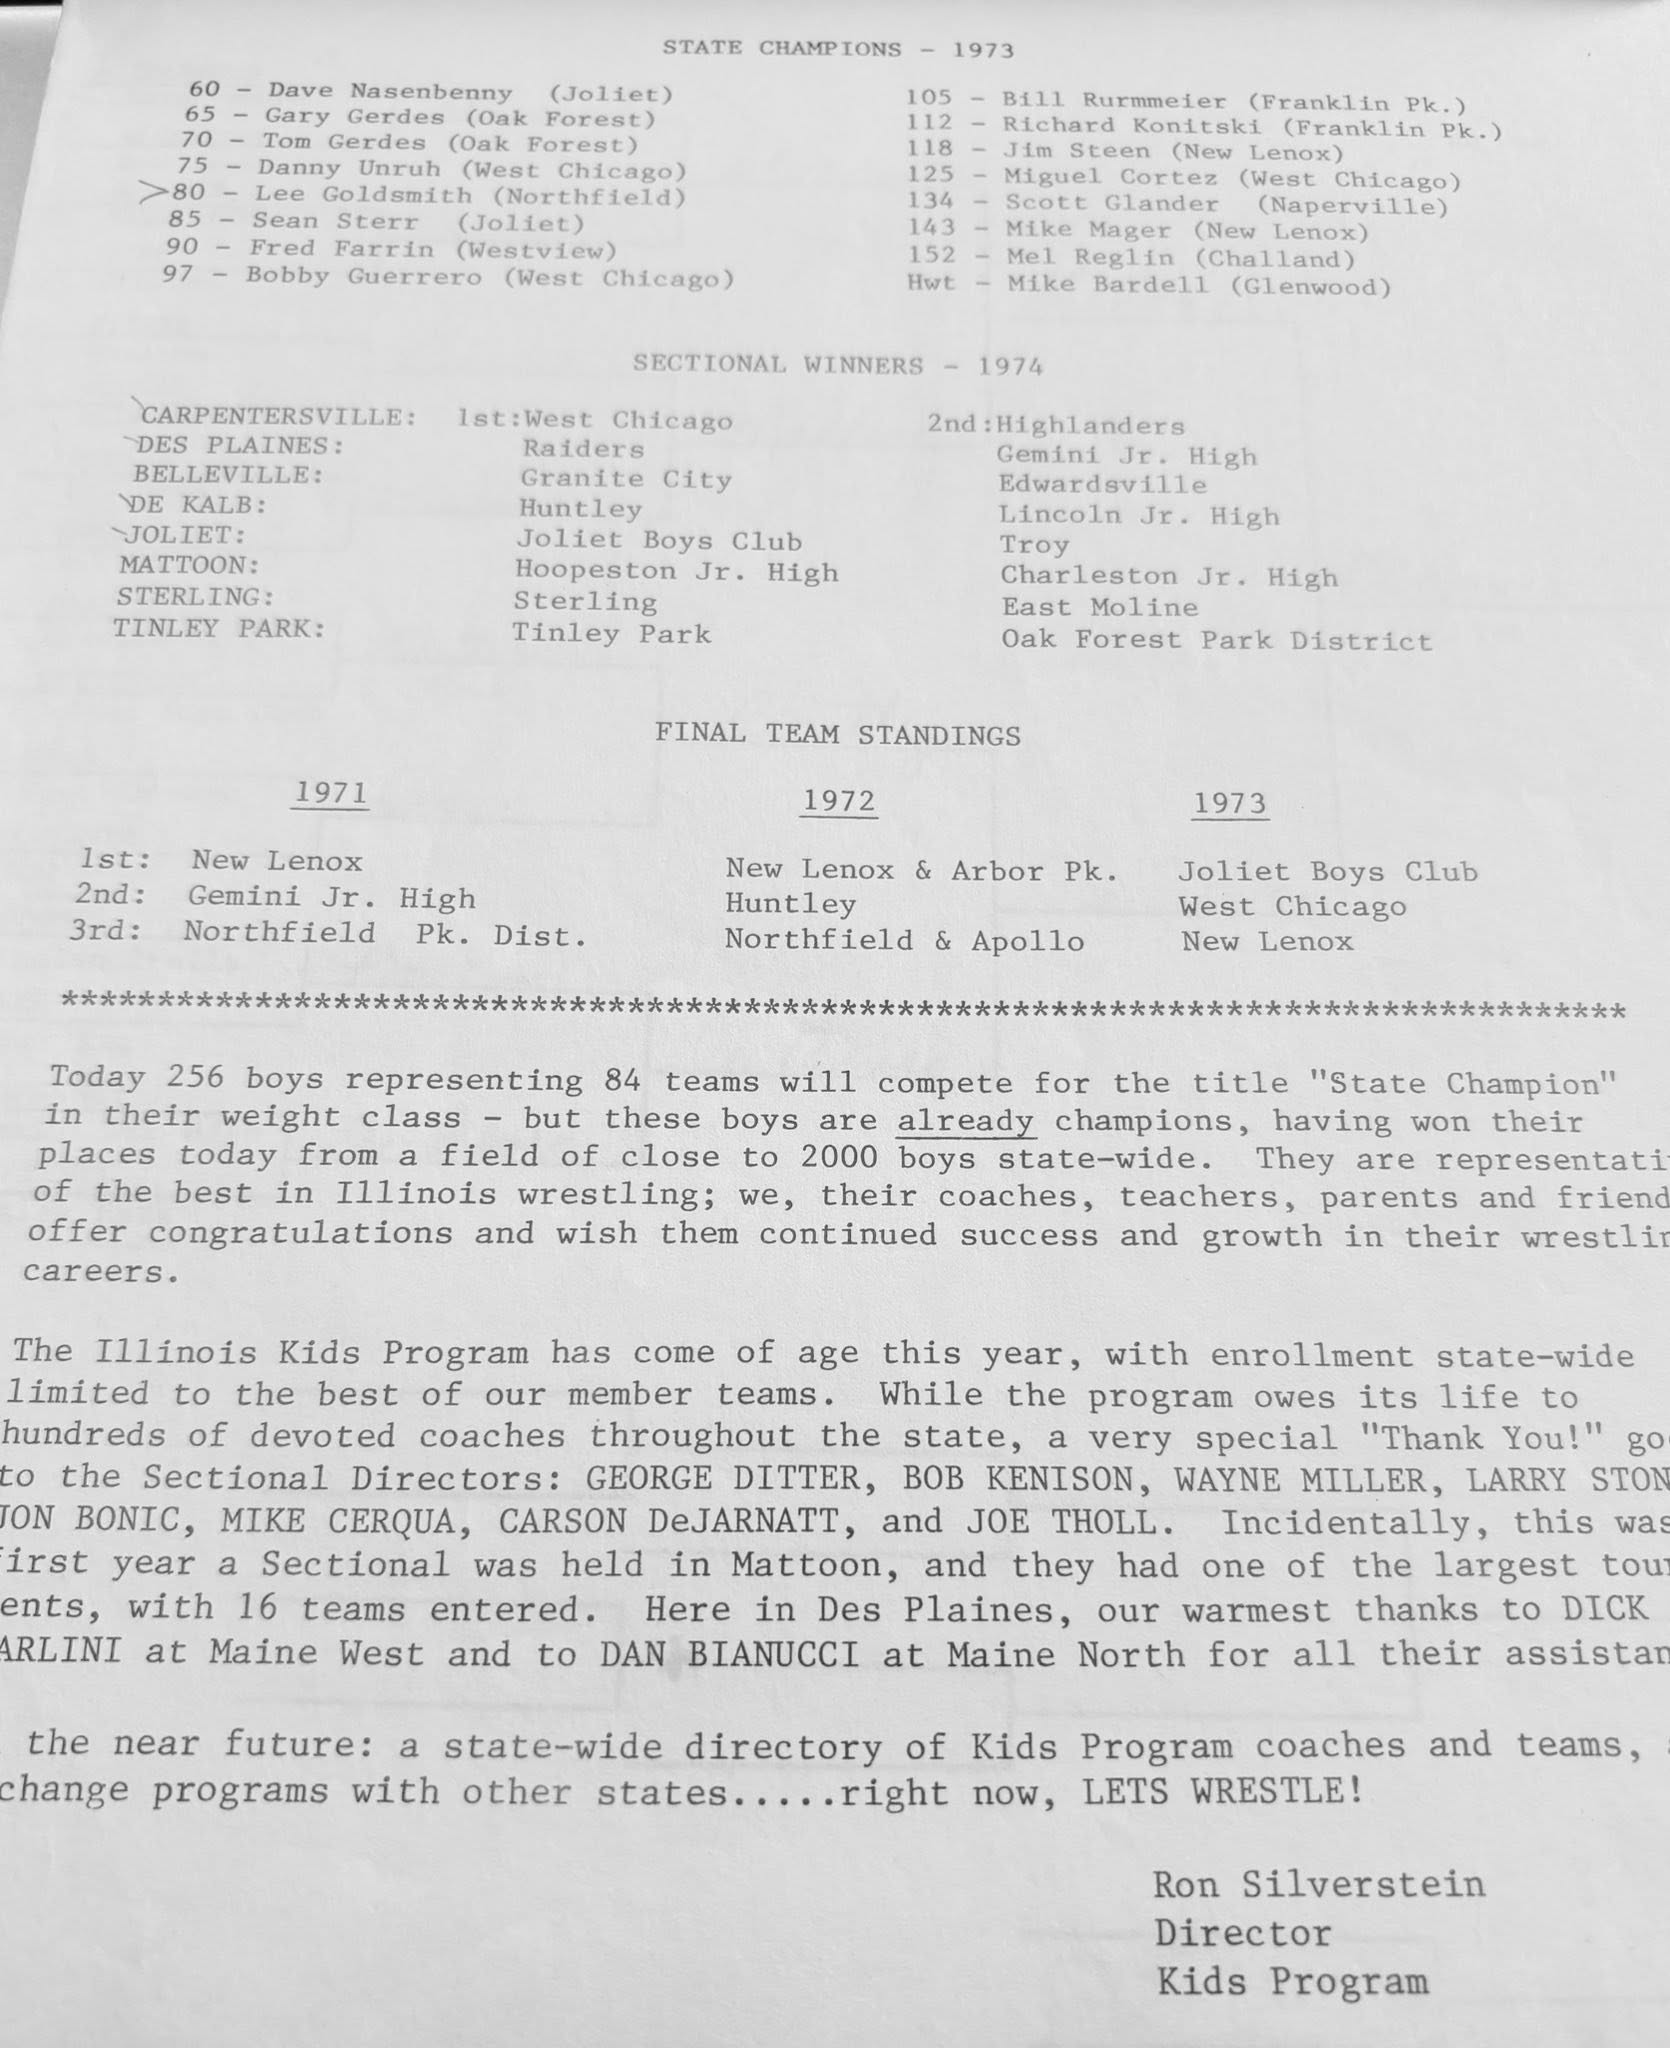 STATE CHAMPIONS - 1973
60 - Dave Nasenbenny (Joliet)
65 - Gary Gerdes (Oak Forest)
70 - Tom Gerdes (Oak Forest)
75 - Danny Unruh (West Chicago)
>80 - Lee Goldsmith (Northfield)
85 - Sean Sterr (Joliet)
90 - Fred Farrin (Westview)
97 - Bobby Guerrero (West Chicago)
105 - Bill Rurmmeier (Franklin Pk.)
112 - Richard Konitski (Franklin Pk.)
118 - Jim Steen (New Lenox)
125 - Miguel Cortez (West Chicago)
134 - Scott Glander (Naperville)
143 - Mike Mager (New Lenox)
152 - Mel Reglin (Challand)
Hwt - Mike Bardell (Glenwood)
SECTIONAL WINNERS - 1974
CARPENTERSVILLE: 1st:West Chicago 2nd:Highlanders
DES PLAINES: Raiders Gemini Jr. High
BELLEVILLE: Granite City Edwardsville
DE KALB: Huntley Lincoln Jr. High
JOLIET: Joliet Boys Club Troy
MATTOON: Hoopeston Jr. High Charleston Jr. High
STERLING: Sterling East Moline
TINLEY PARK: Tinley Park Oak Forest Park District
FINAL TEAM STANDINGS
1971 1972 1973
1st: New Lenox New Lenox & Arbor Pk. Joliet Boys Club
2nd: Gemini Jr. High Huntley West Chicago
3rd: Northfield Pk. Dist. Northfield & Apollo New Lenox
**********************************************************************************
Today 256 boys representing 84 teams will compete for the title "State Champion"
in their weight class - but these boys are already champions, having won their
places today from a field of close to 2000 boys state-wide. They are representati
of the best in Illinois wrestling; we, their coaches, teachers, parents and friend
offer congratulations and wish them continued success and growth in their wrestlin
careers.
The Illinois Kids Program has come of age this year, with enrollment state-wide
limited to the best of our member teams. While the program owes its life to
hundreds of devoted coaches throughout the state, a very special "Thank You!" go
to the Sectional Directors: GEORGE DITTER, BOB KENISON, WAYNE MILLER, LARRY STON
JON BONIC, MIKE CERQUA, CARSON DeJARNATT, and JOE THOLL. Incidentally, this was
first year a Sectional was held in Mattoon, and they had one of the largest tour
ents, with 16 teams entered. Here in Des Plaines, our warmest thanks to DICK
ARLINI at Maine West and to DAN BIANUCCI at Maine North for all their assistan
the near future: a state-wide directory of Kids Program coaches and teams,
change programs with other states.....right now, LETS WRESTLE!
Ron Silverstein
Director
Kids Program